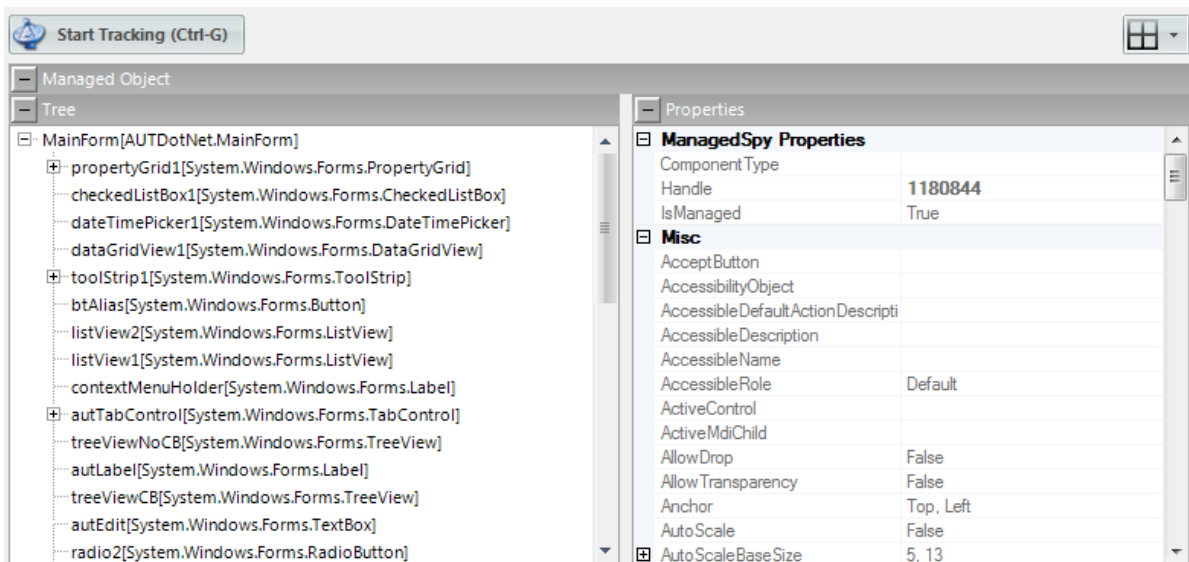 Start Tracking (Ctrl-G)
Managed Object
Tree
MainForm[AUTDotNet.MainForm]
propertyGrid1[System.Windows.Forms.PropertyGrid]
checkedListBox1[System.Windows.Forms.CheckedListBox]
dateTimePicker1[System.Windows.Forms.DateTimePicker]
dataGridView1[System.Windows.Forms.DataGridView]
toolStrip1[System.Windows.Forms.ToolStrip]
btAlias[System.Windows.Forms.Button]
listView2[System.Windows.Forms.ListView]
listView1[System.Windows.Forms.ListView]
contextMenuHolder[System.Windows.Forms.Label]
autTabControl[System.Windows.Forms.TabControl]
treeViewNoCB[System.Windows.Forms.TreeView]
autLabel[System.Windows.Forms.Label]
treeViewCB[System.Windows.Forms.TreeView]
autEdit[System.Windows.Forms.TextBox]
radio2[System.Windows.Forms.RadioButton]
Properties
ManagedSpy Properties
ComponentType
Handle 1180844
IsManaged True
Misc
AcceptButton
AccessibilityObject
AccessibleDefaultActionDescripti
AccessibleDescription
AccessibleName
AccessibleRole Default
ActiveControl
ActiveMdiChild
AllowDrop False
AllowTransparency False
Anchor Top, Left
AutoScale False
AutoScaleBaseSize 5, 13